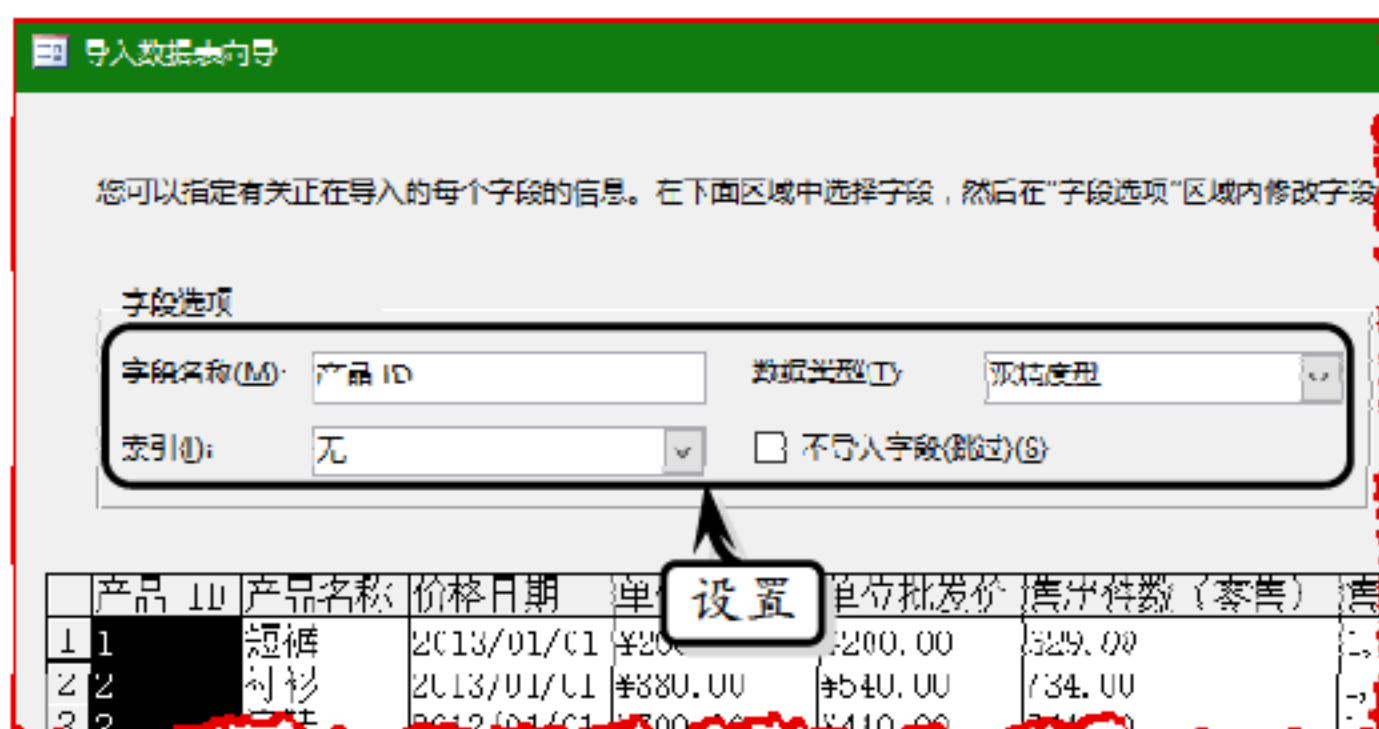 导入数据表向导
您可以指定有关正在导入的每个字段的信息。在下面区域中选择字段，然后在“字段选项”区域内修改字段
字段选项
字段名称(M): 产品 ID 数据类型(T): 双精度型
索引(I): 无 不导入字段(跳过)(S)
设置
产品 ID 产品名称 价格日期 单 单位批发价 售出件数（零售） 售
1 1 短裤 2013/01/01 ¥20 ¥200.00 329.00 1,
2 2 衬衫 2013/01/01 ¥880.00 ¥540.00 734.00